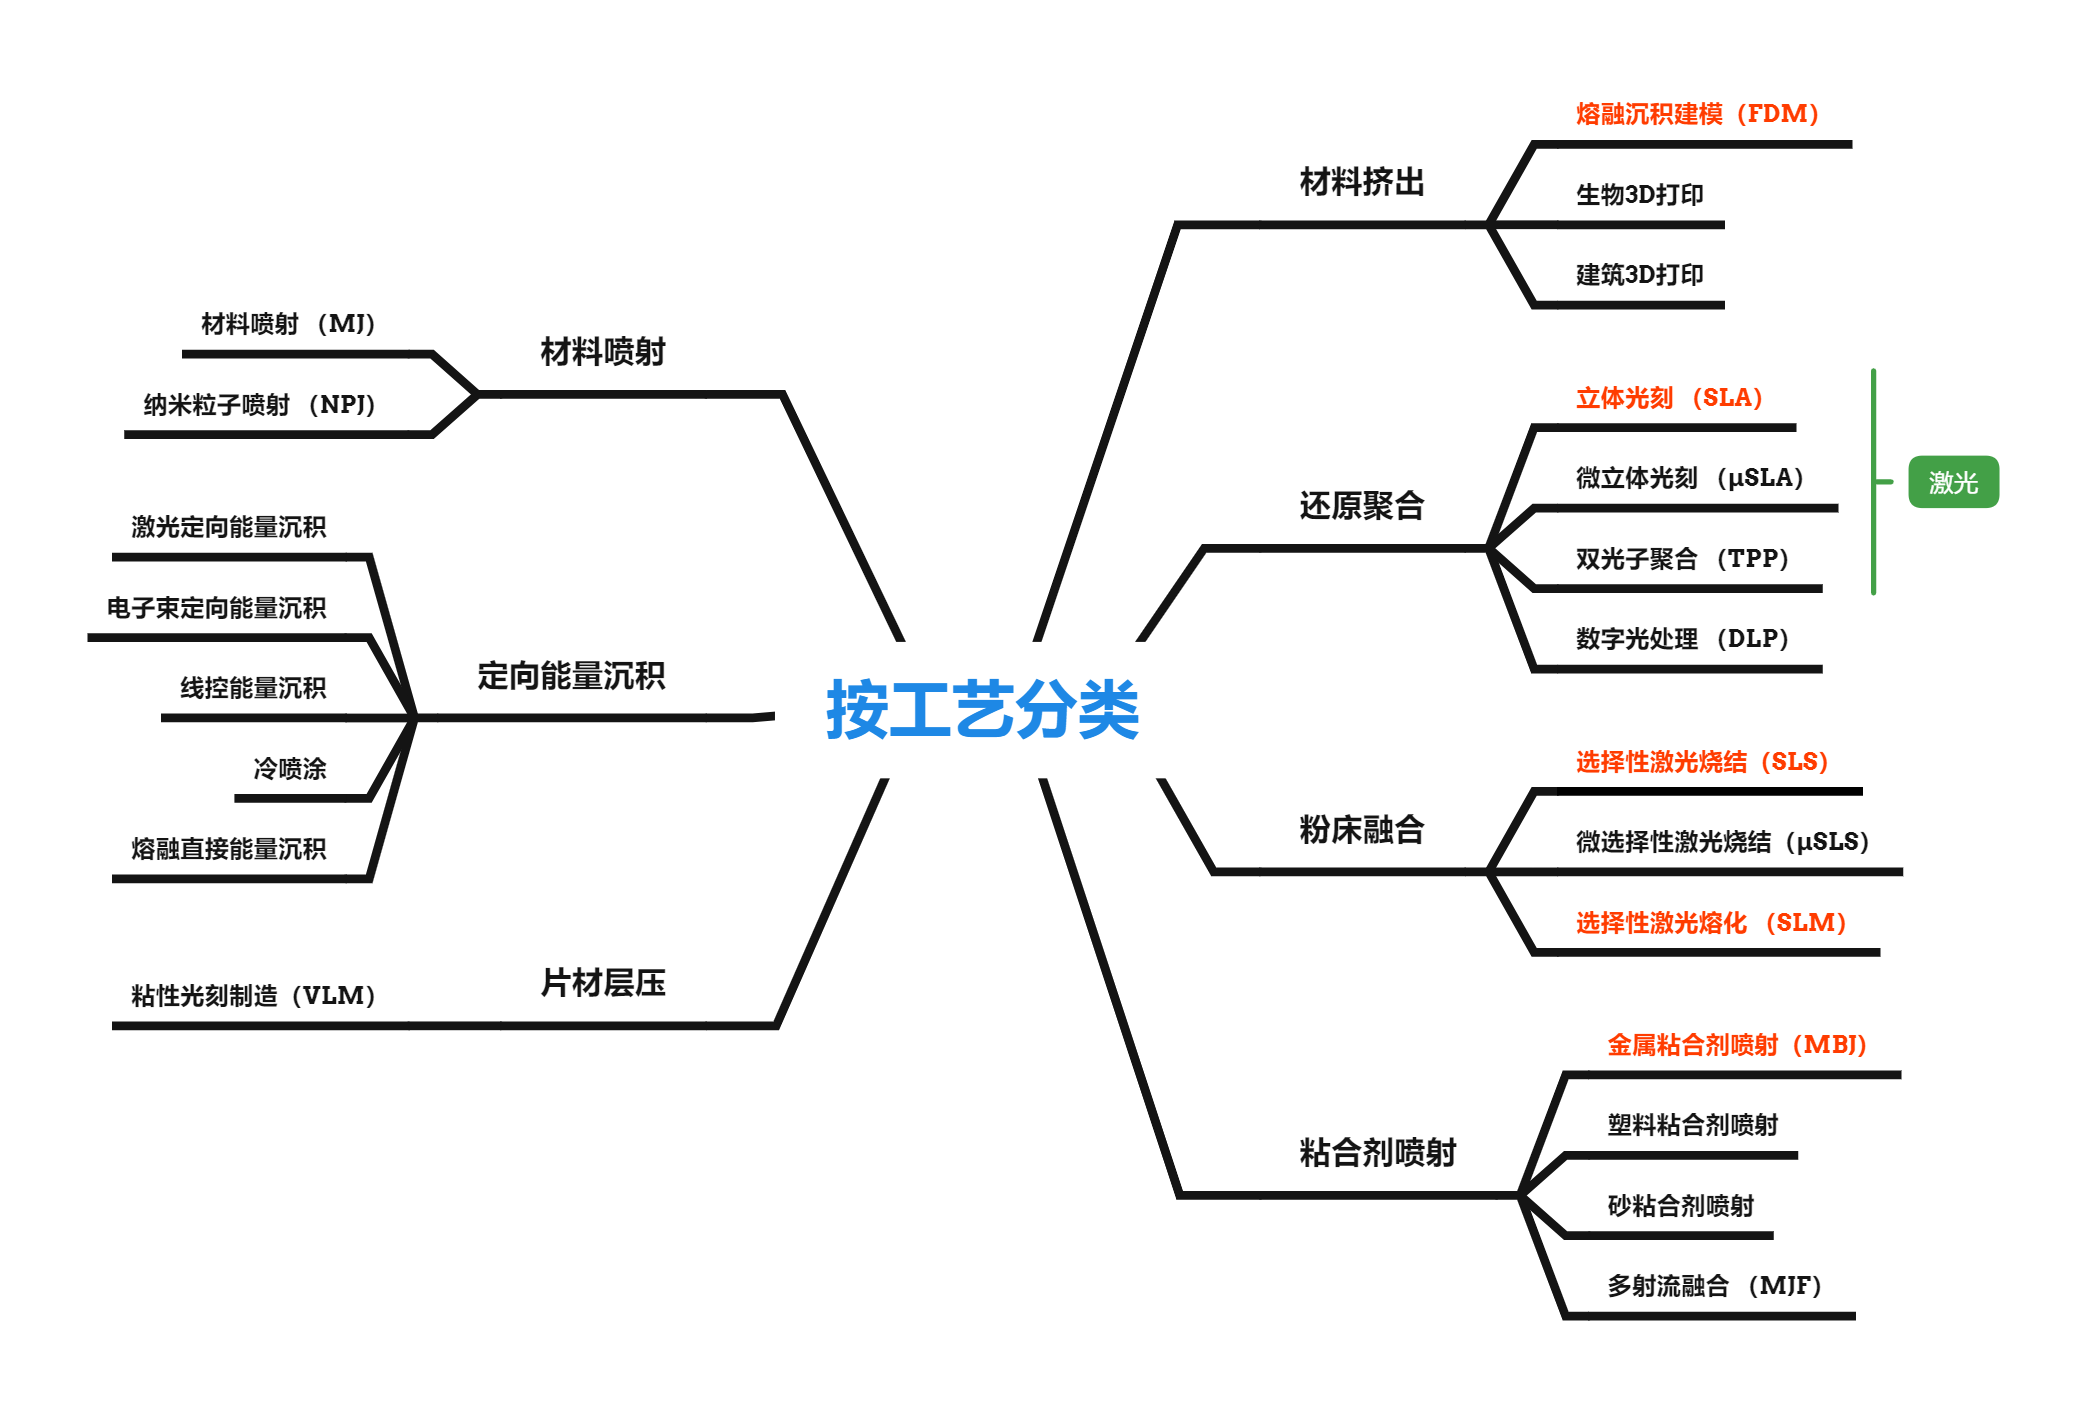 按工艺分类
材料挤出
熔融沉积建模（FDM）
生物3D打印
建筑3D打印
还原聚合
立体光刻 （SLA）
微立体光刻 （µSLA）
双光子聚合 （TPP）
数字光处理 （DLP）
激光
粉床融合
选择性激光烧结（SLS）
微选择性激光烧结（µSLS）
选择性激光熔化 （SLM）
粘合剂喷射
金属粘合剂喷射（MBJ）
塑料粘合剂喷射
砂粘合剂喷射
多射流融合 （MJF）
材料喷射
材料喷射 （MJ）
纳米粒子喷射 （NPJ）
定向能量沉积
激光定向能量沉积
电子束定向能量沉积
线控能量沉积
冷喷涂
熔融直接能量沉积
片材层压
粘性光刻制造（VLM）